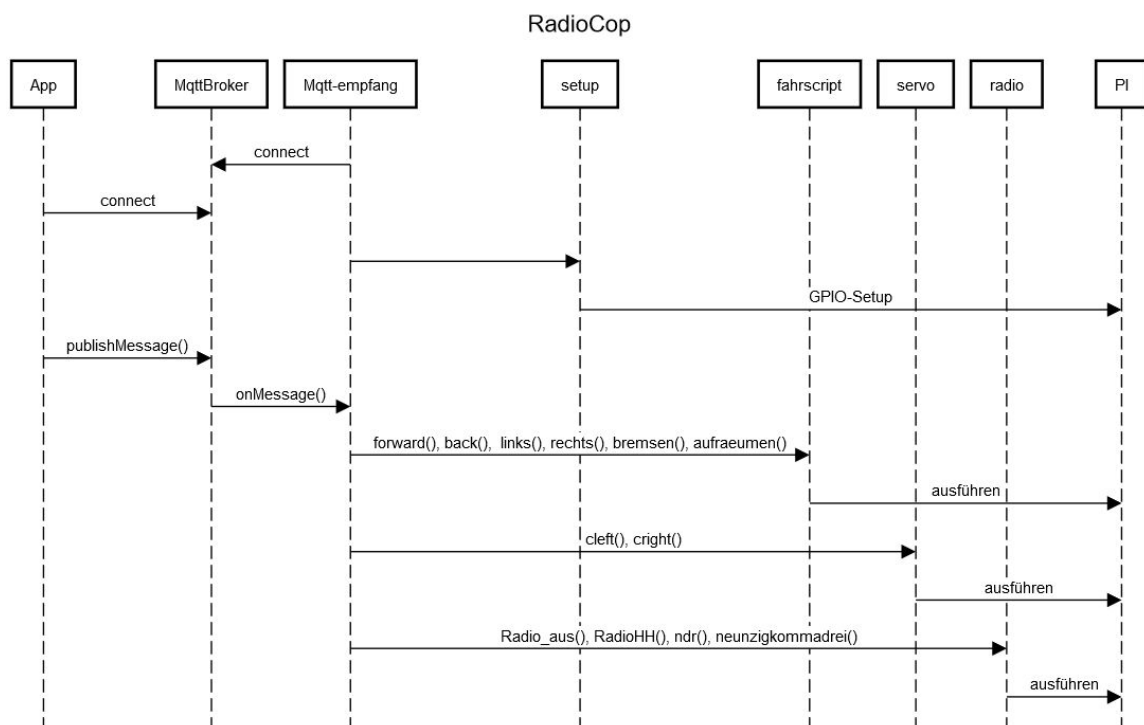 RadioCop
App MqttBroker Mqtt-empfang setup fahrscript servo radio PI
connect
connect
GPIO-Setup
publishMessage()
onMessage()
forward(), back(),  links(), rechts(), bremsen(), aufraeumen()
ausführen
cleft(), cright()
ausführen
Radio_aus(), RadioHH(), ndr(), neunzigkommadrei()
ausführen